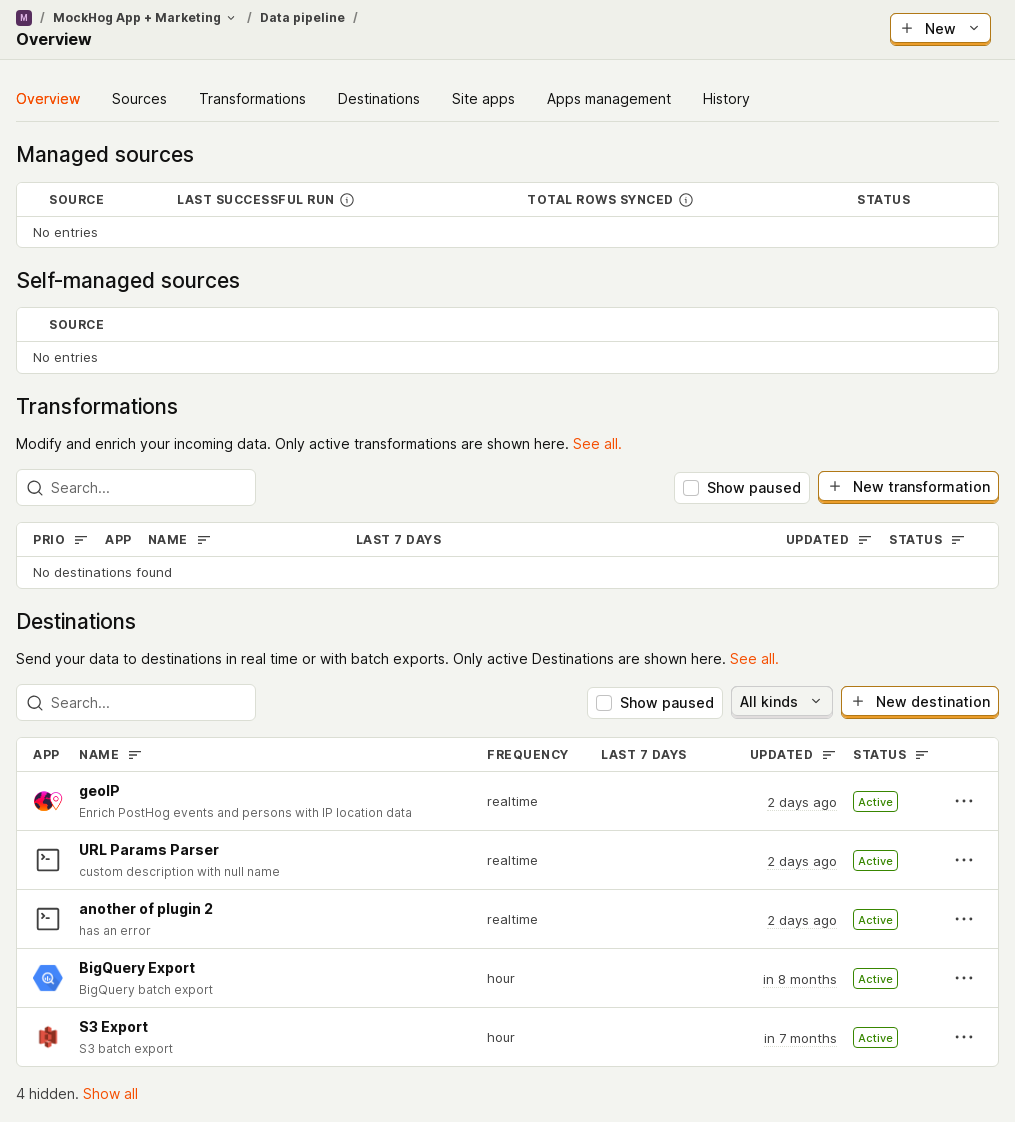 M / MockHog App + Marketing / Data pipeline /
Overview
New
Overview Sources Transformations Destinations Site apps Apps management History
Managed sources
SOURCE LAST SUCCESSFUL RUN TOTAL ROWS SYNCED STATUS
No entries
Self-managed sources
SOURCE
No entries
Transformations
Modify and enrich your incoming data. Only active transformations are shown here. See all.
Search... Show paused New transformation
PRIO APP NAME LAST 7 DAYS UPDATED STATUS
No destinations found
Destinations
Send your data to destinations in real time or with batch exports. Only active Destinations are shown here. See all.
Search... Show paused All kinds New destination
APP NAME FREQUENCY LAST 7 DAYS UPDATED STATUS
geoIP
Enrich PostHog events and persons with IP location data
realtime 2 days ago Active
URL Params Parser
custom description with null name
realtime 2 days ago Active
another of plugin 2
has an error
realtime 2 days ago Active
BigQuery Export
BigQuery batch export
hour in 8 months Active
S3 Export
S3 batch export
hour in 7 months Active
4 hidden. Show all